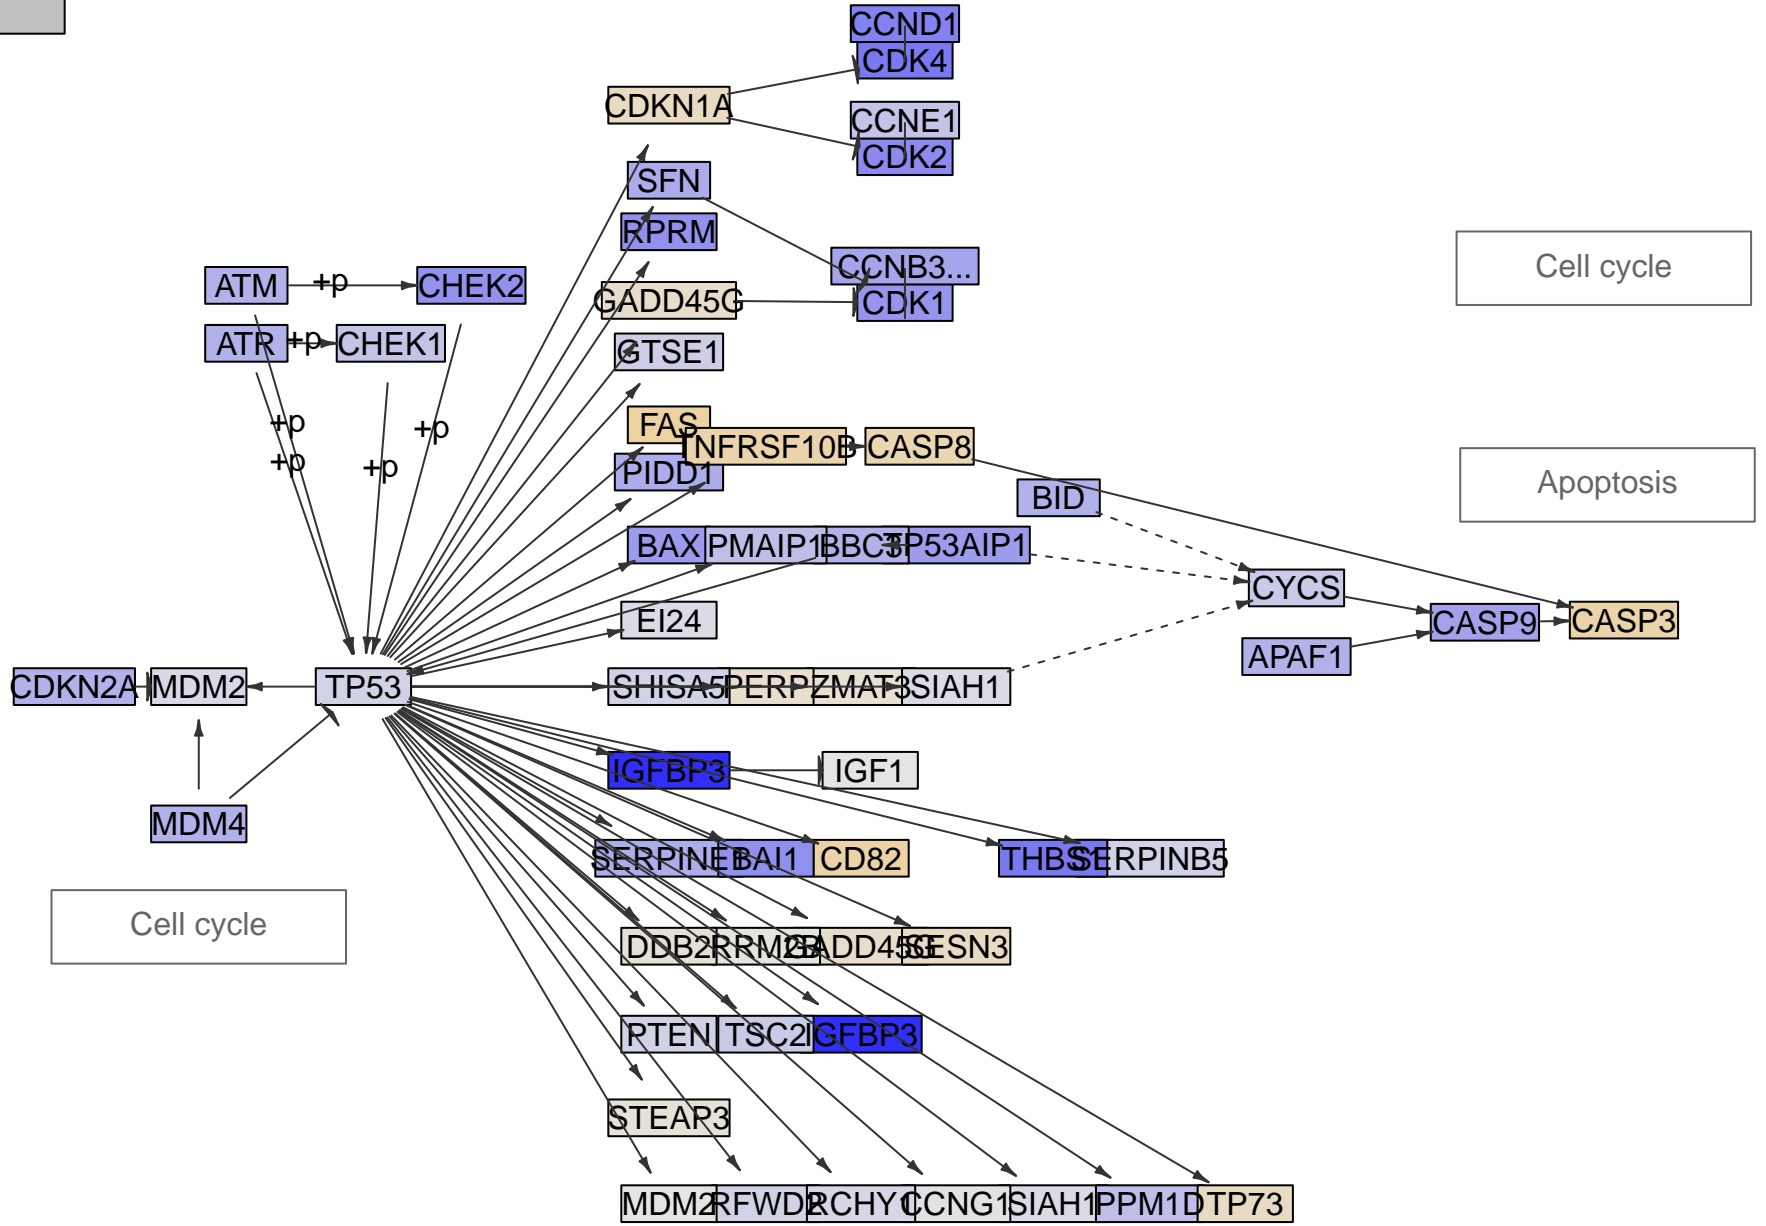 CCND1
CDK4
CDKN1A
CCNE1
CDK2
SFN
RPRM
Cell cycle
CCNB3...
ATM +p CHEK2
GADD45G
CDK1
ATR +p CHEK1
GTSE1
+p
+p
FAS
TNFRSF10B CASP8
+p
+p
PIDD1
Apoptosis
BID
BAX PMAIP1 BBC3 TP53AIP1
CYCS
EI24
CASP9 CASP3
APAF1
CDKN2A MDM2 TP53 SHISA5 PERP ZMAT3 SIAH1
IGFBP3 IGF1
MDM4
SERPINE1 BAI1 CD82 THBS1 SERPINB5
Cell cycle
DDB2 RRM2B GADD45G SESN3
PTEN TSC2 IGFBP3
STEAP3
MDM2 RFWD2 RCHY1 CCNG1 SIAH1 PPM1D TP73